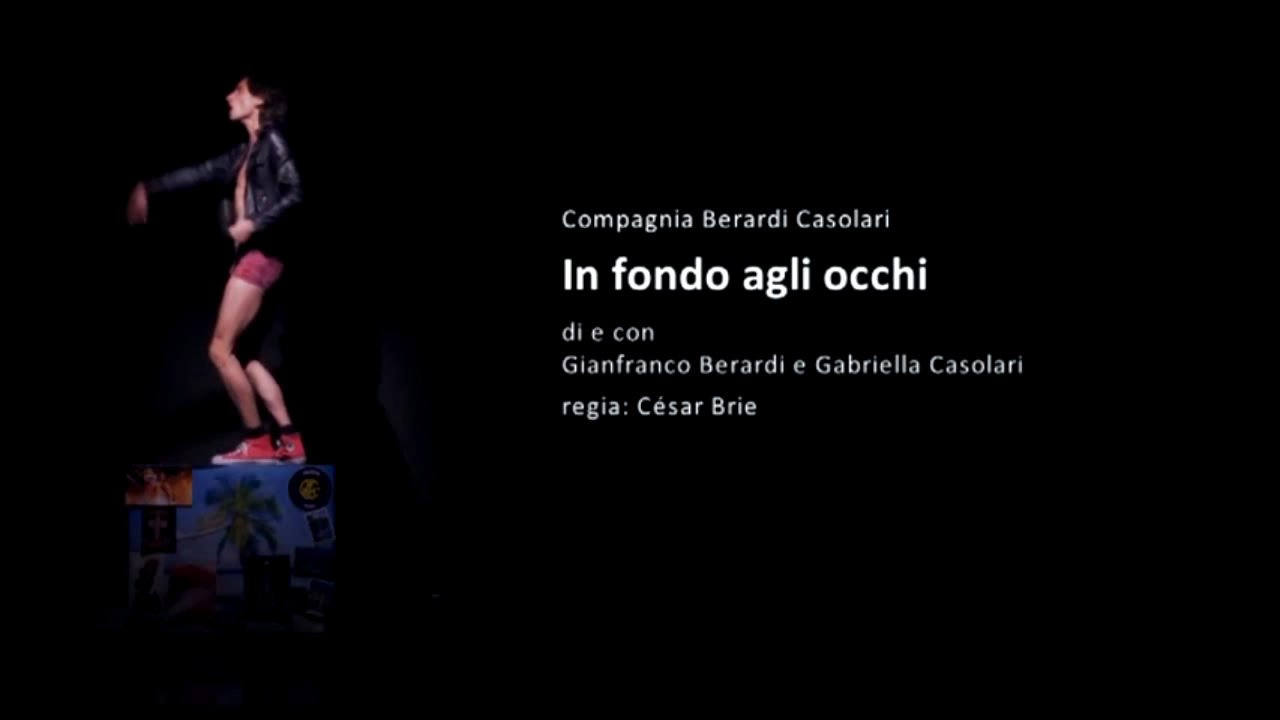 Compagnia Berardi Casolari
In fondo agli occhi
di e con
Gianfranco Berardi e Gabriella Casolari
regia: César Brie